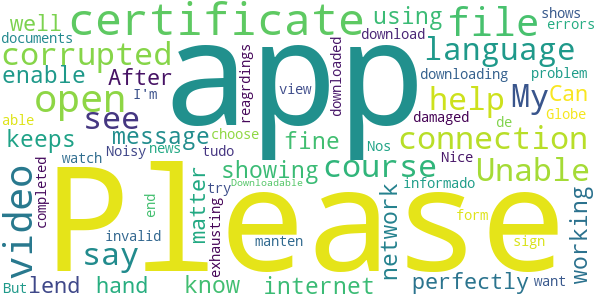 well certificate using file shows
documents errors
corrupted download language
enable After app downloading problem
I'm reagrdings view downloaded
able open see help My Can
choose damaged de Globe
keeps message fine connection
Noisy news Nos Nice
watch tudo showing course Unable
completed video matter try Downloadable informado
say end exhausting Please network form working
invalid manten sign
But lend hand know internet perfectly want